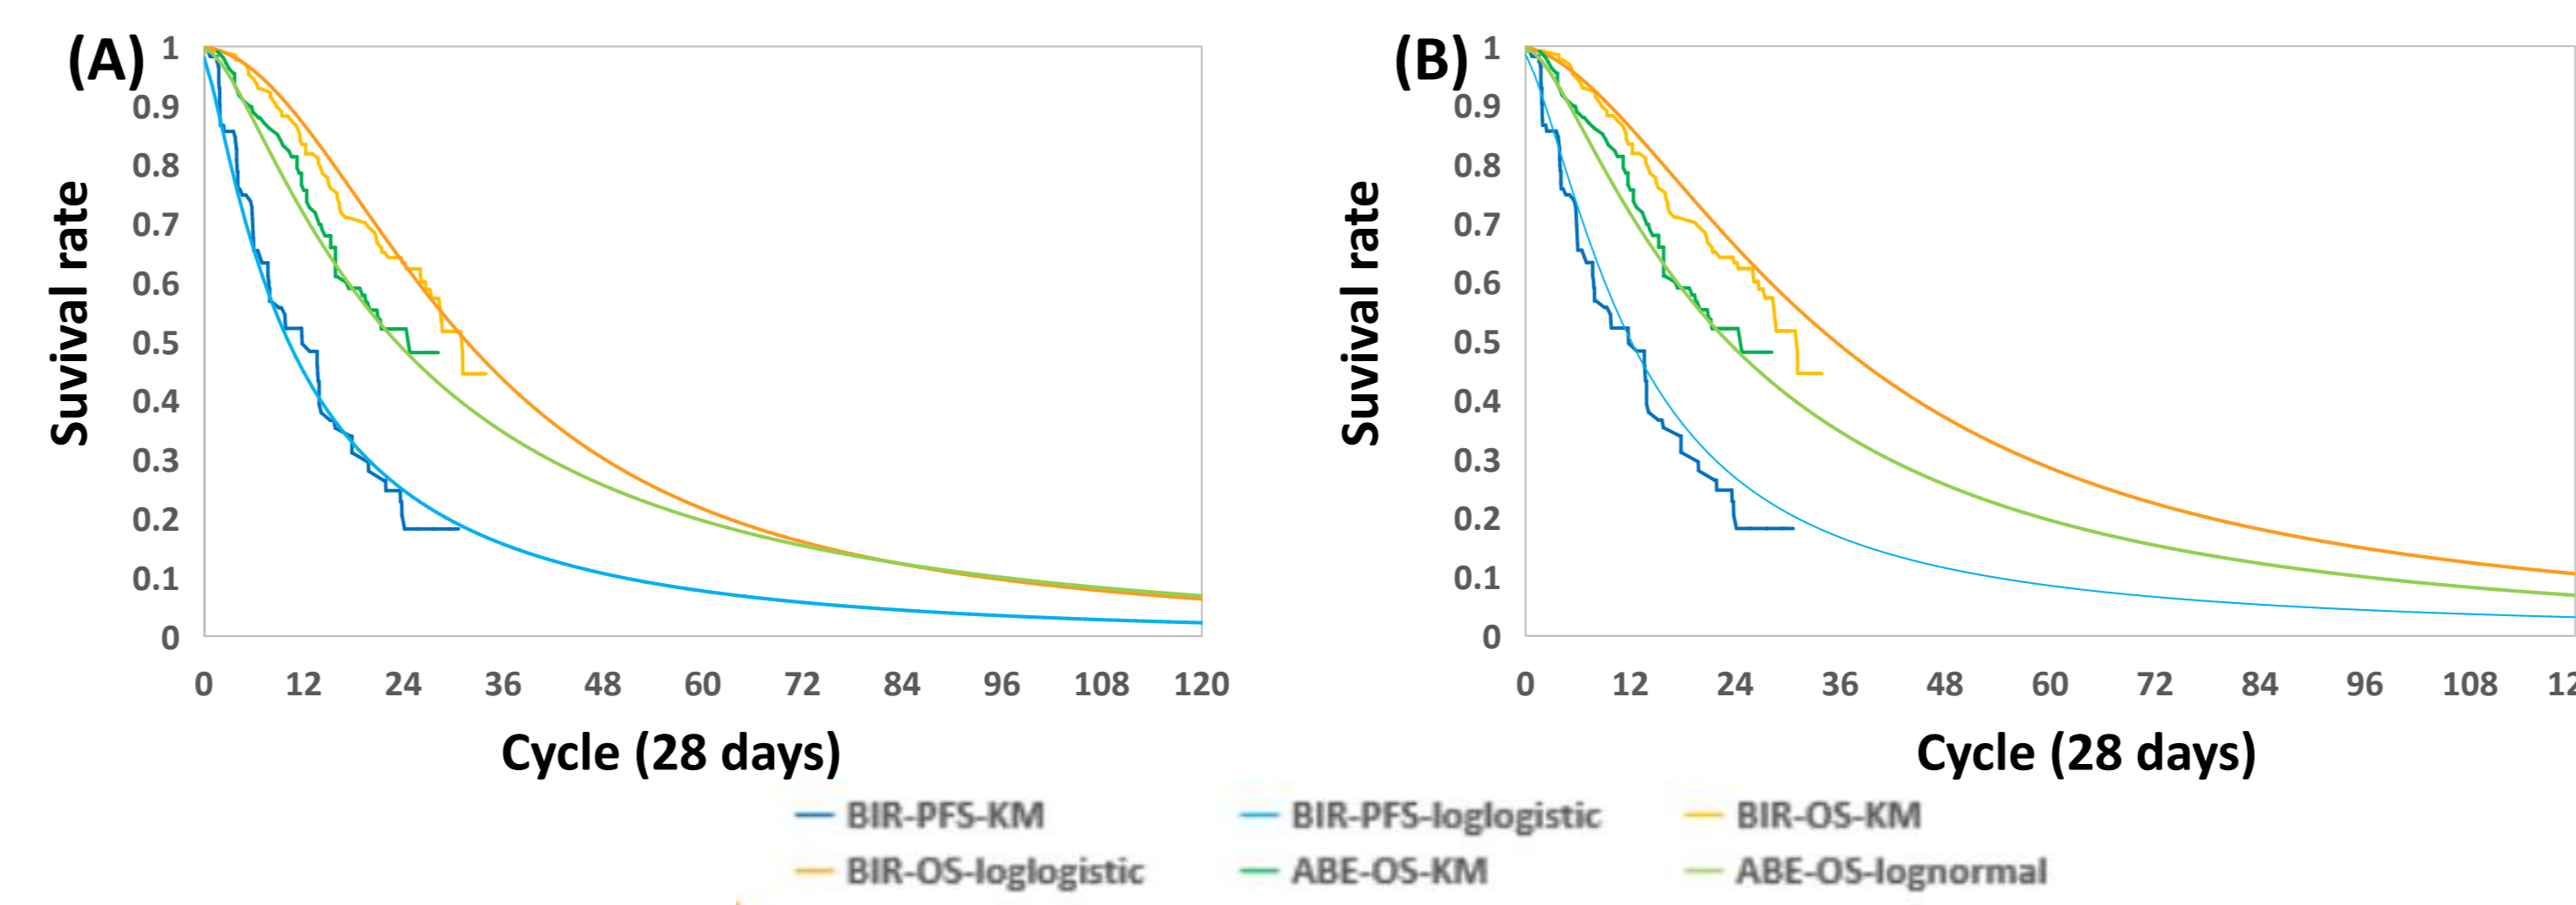 (A)
1
0.9
0.8
0.7
0.6
0.5
0.4
0.3
0.2
0.1
0
Suvival rate
0 12 24 36 48 60 72 84 96 108 120
Cycle (28 days)
(B)
1
0.9
0.8
0.7
0.6
0.5
0.4
0.3
0.2
0.1
0
Suvival rate
0 12 24 36 48 60 72 84 96 108 12
Cycle (28 days)
BIR-PFS-KM BIR-PFS-loglogistic BIR-OS-KM
BIR-OS-loglogistic ABE-OS-KM ABE-OS-lognormal